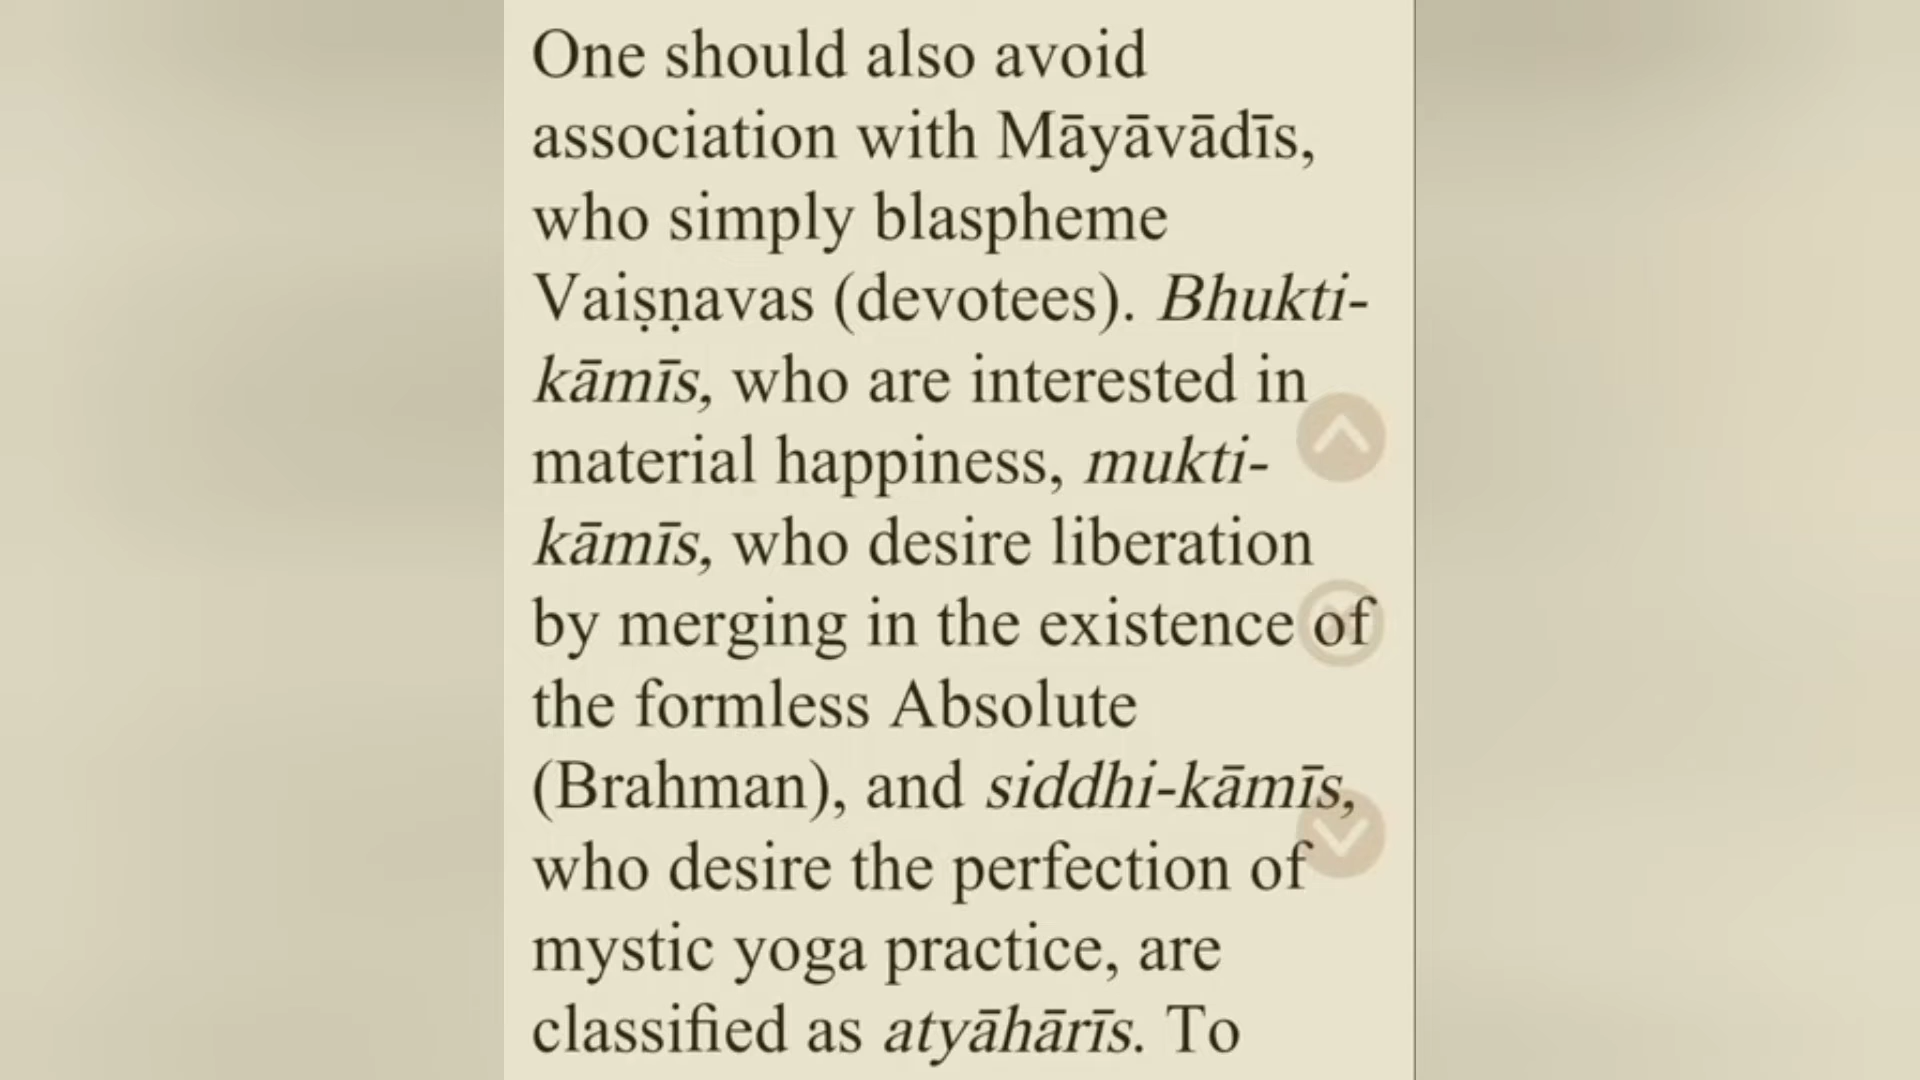 One should also avoid
association with Māyāvādīs,
who simply blaspheme
Vaiṣṇavas (devotees). Bhukti-
kāmīs, who are interested in
material happiness, mukti-
kāmīs, who desire liberation
by merging in the existence of
the formless Absolute
(Brahman), and siddhi-kāmīs,
who desire the perfection of
mystic yoga practice, are
classified as atyāhārīs. To